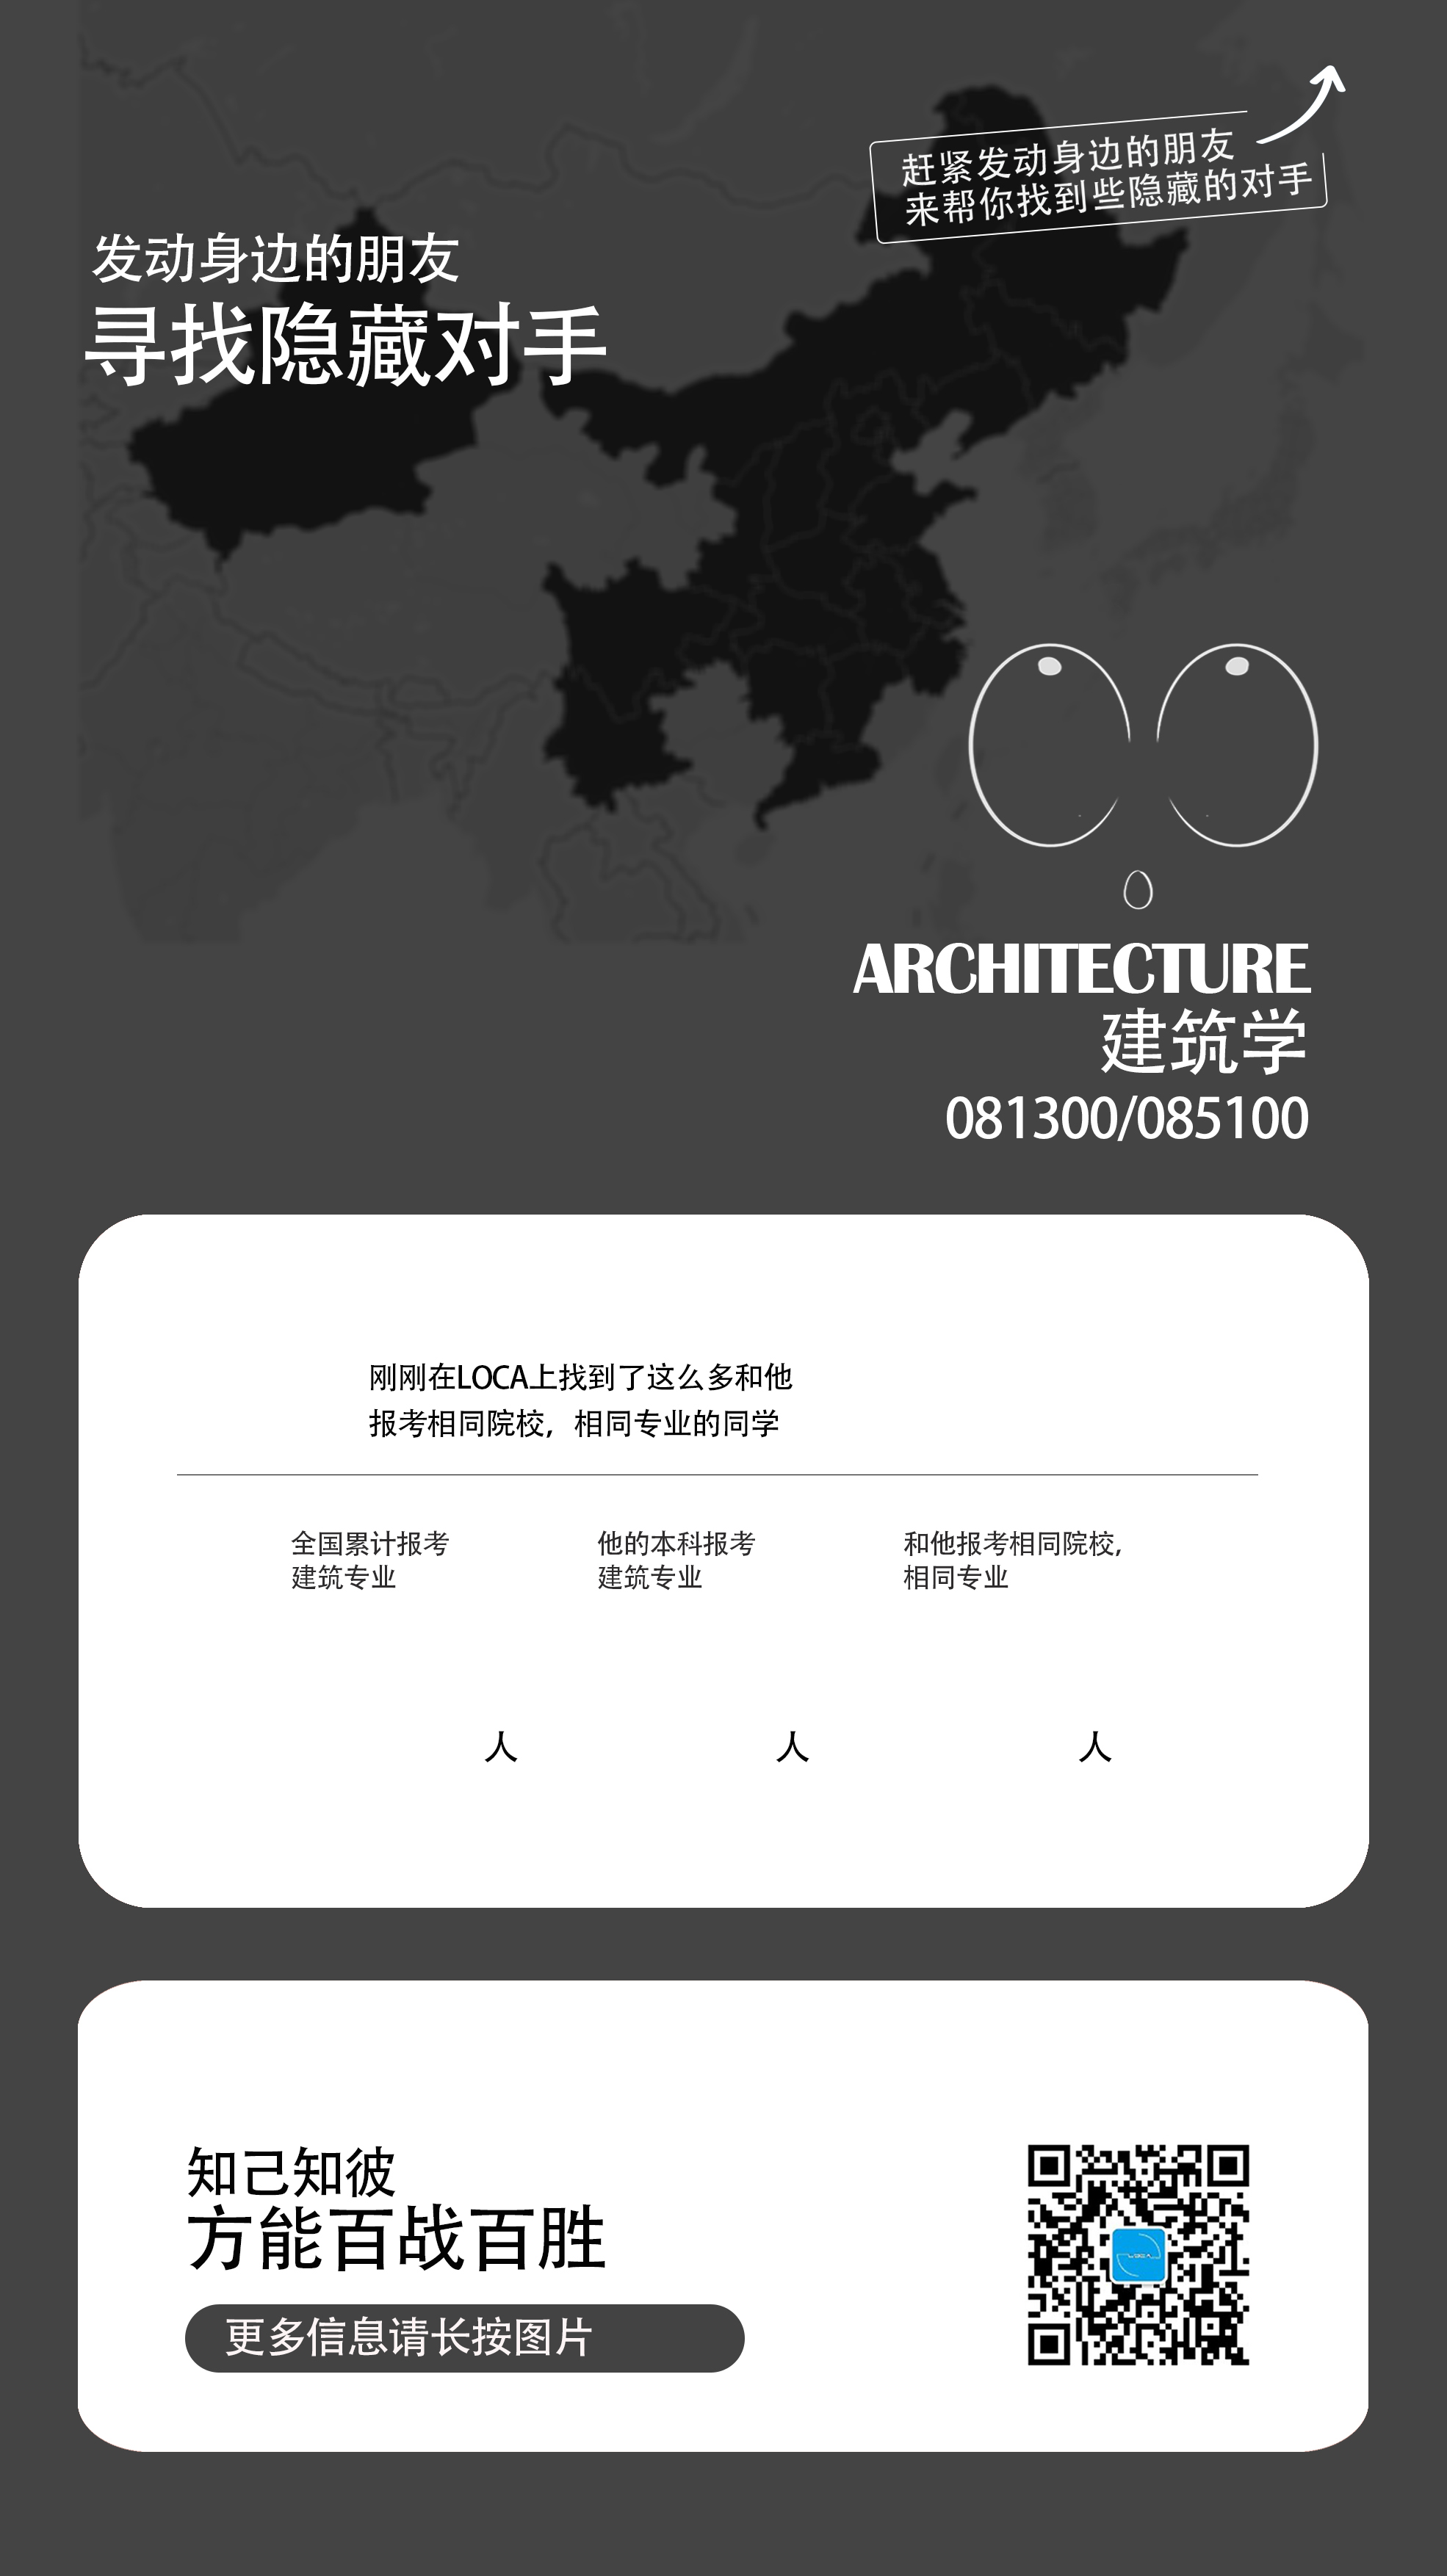 赶紧发动身边的朋友
来帮你找到些隐藏的对手
发动身边的朋友
寻找隐藏对手
ARCHITECTURE
建筑学
081300/085100
刚刚在LOCA上找到了这么多和他
报考相同院校，相同专业的同学
全国累计报考
建筑专业
他的本科报考
建筑专业
和他报考相同院校，
相同专业
人 人 人
知己知彼
方能百战百胜
更多信息请长按图片